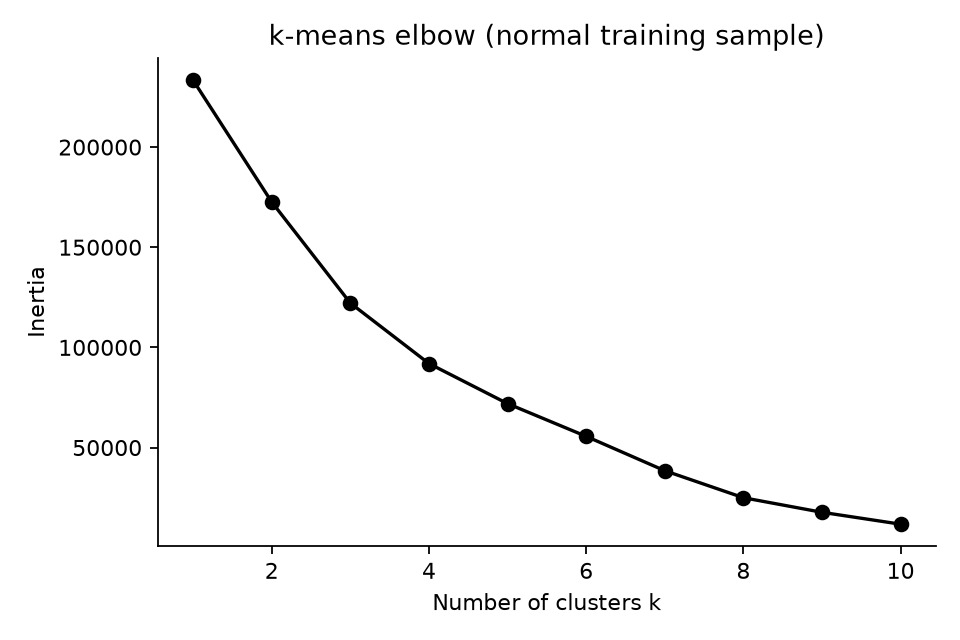 k-means elbow (normal training sample)
200000
150000
100000
50000
Inertia
2 4 6 8 10
Number of clusters k